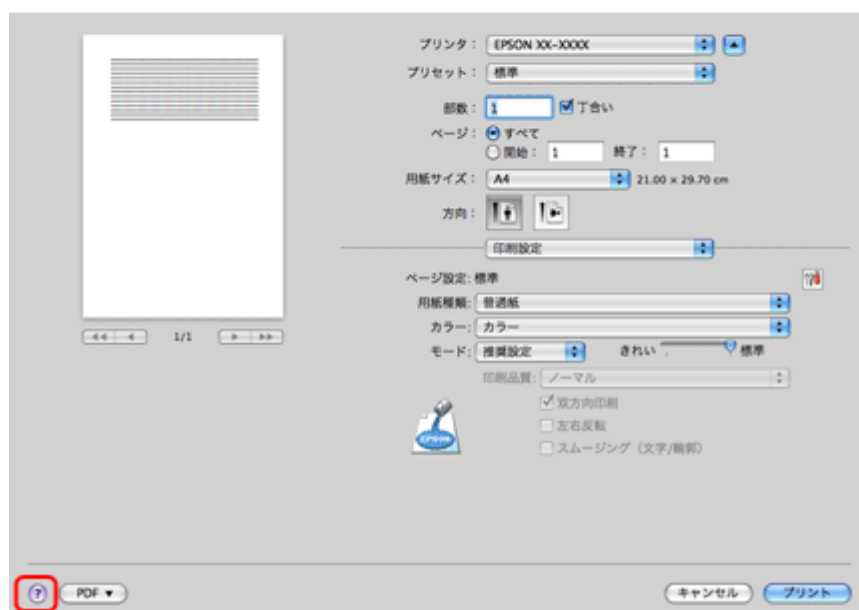 プリンタ： EPSON XX-XXXX
プリセット： 標準
部数： 1 丁合い
ページ： すべて
開始： 1 終了： 1
用紙サイズ： A4 21.00 x 29.70 cm
方向：
印刷設定
ページ設定: 標準
用紙種類: 普通紙
カラー: カラー
1/1
モード: 推奨設定 きれい 標準
印刷品質: ノーマル
双方向印刷
左右反転
EPSON
スムージング（文字/輪郭）
? PDF ▼ キャンセル プリント